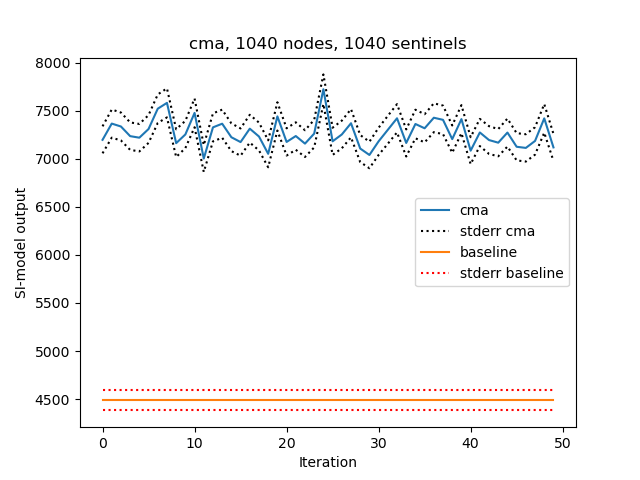 cma, 1040 nodes, 1040 sentinels
8000
7500
7000
6500
6000
5500
5000
4500
SI-model output
cma
stderr cma
baseline
stderr baseline
0 10 20 30 40 50
Iteration